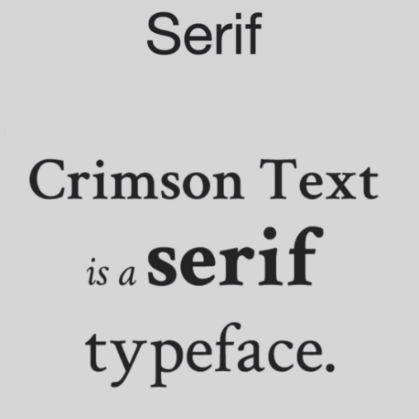 Serif
Crimson Text
is a serif
typeface.